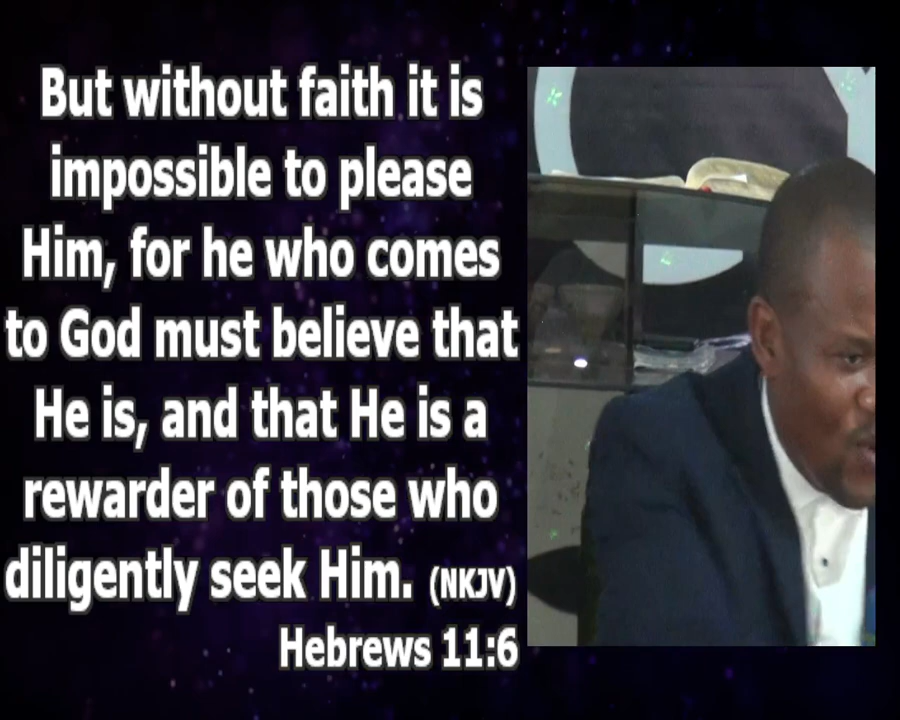 But without faith it is
impossible to please
Him, for he who comes
to God must believe that
He is, and that He is a
rewarder of those who
diligently seek Him. (NKJV)
Hebrews 11:6